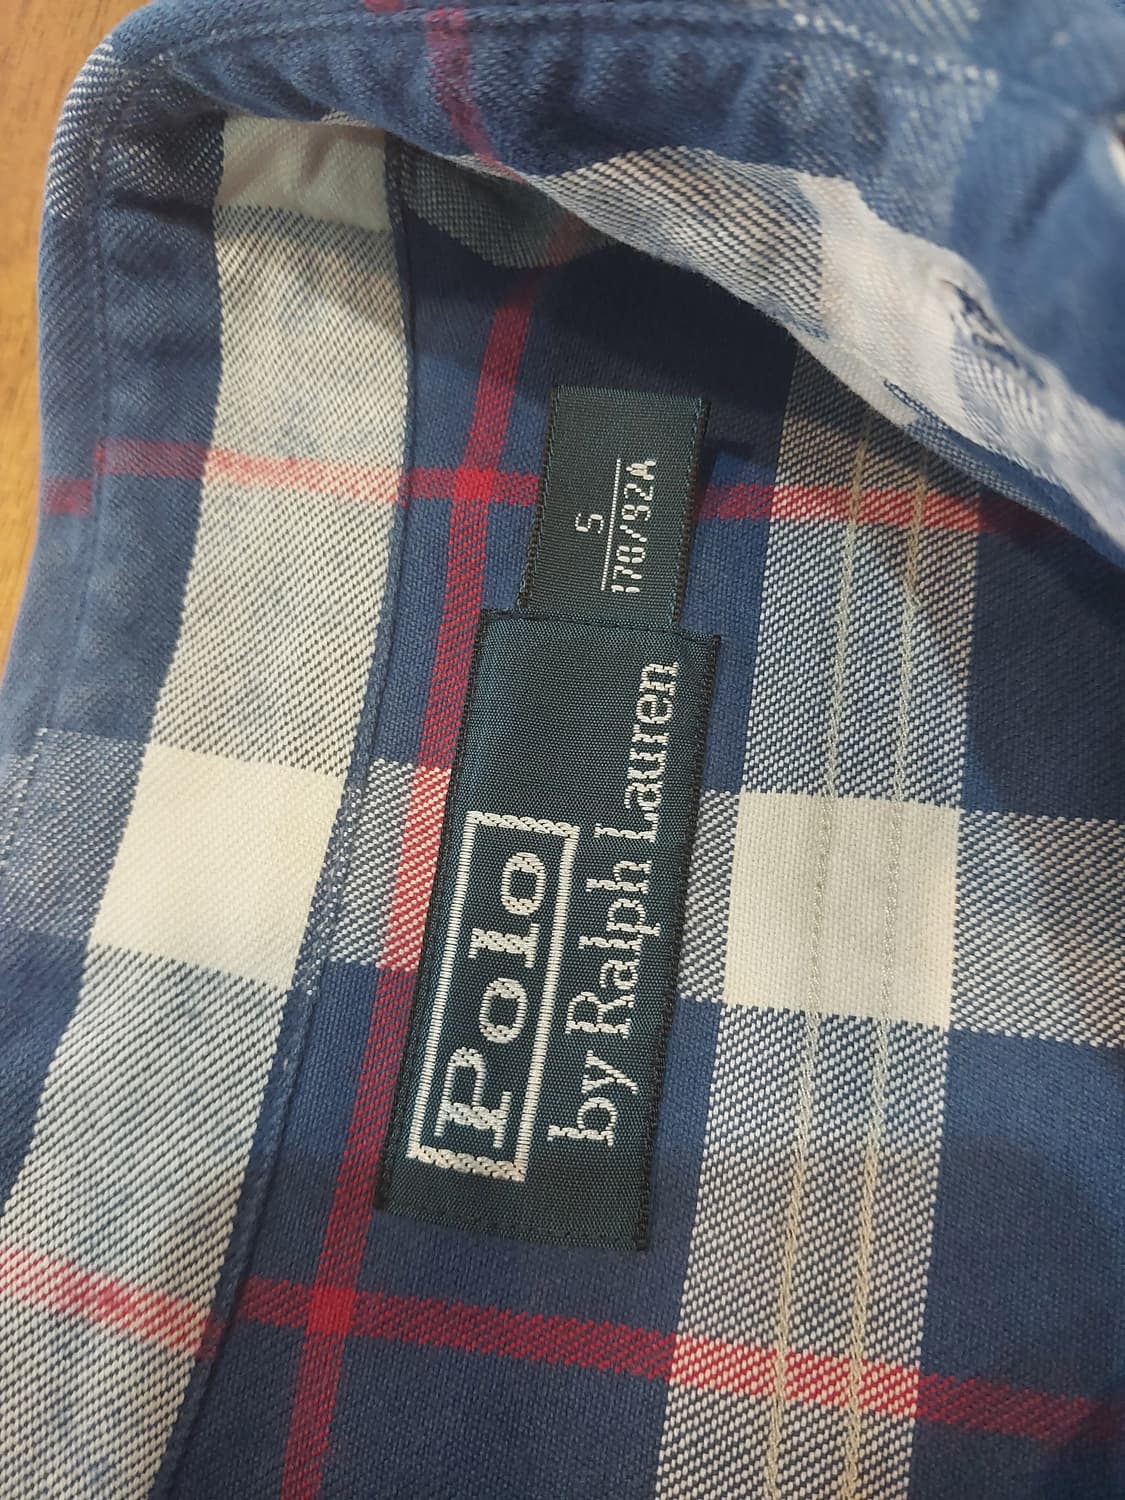 S
170/92A
Polo
by Ralph Lauren